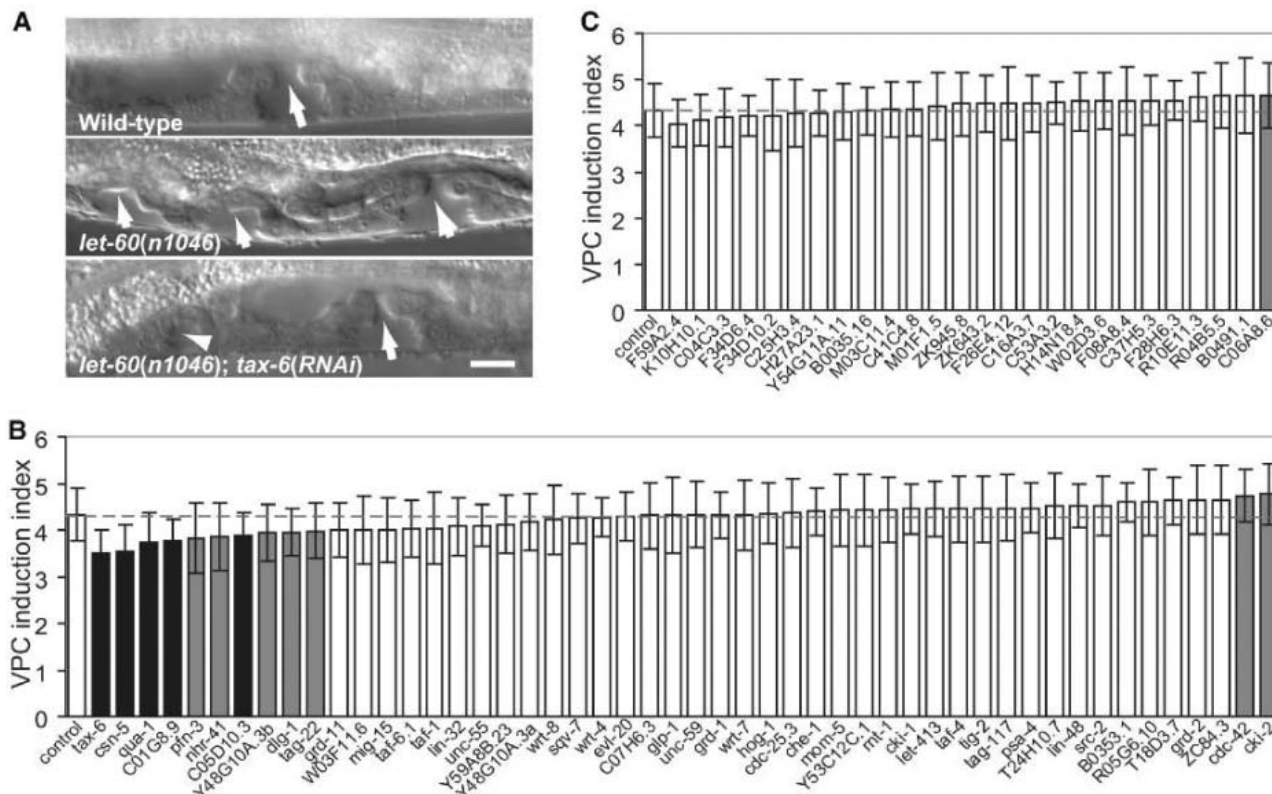 A
Wild-type
let-60(n1046)
let-60(n1046); tax-6(RNAi)
C
VPC induction index
6
5
4
3
2
1
0
control
F59A2.4
K10H10.1
C04C3.3
F34D6.4
F34D10.2
C25H3.4
H27A23.1
Y54G11A.11
B0035.16
M03C1.4
C41C4.8
M01F1.5
ZK945.8
ZK643.2
F26E4.12
C16A3.7
C53A3.2
H14N18.4
W02D3.6
F08A8.4
C37H5.3
F28H6.3
R10E11.3
R04B5.5
B0491.1
C06A8.6
B
VPC induction index
6
5
4
3
2
1
0
control
tax-6
csn-5
qua-1
C01G8.9
pfn-3
nhr-41
C05D10.3
Y48G10A.3b
dig-1
tag-22
grd-11
W03F11.6
mig-15
taf-6.1
taf-1
lin-32
unc-55
Y59A8B.23
Y48G10A.3a
wrt-8
sqv-7
wrt-4
evl-20
C07H6.3
glp-1
unc-59
grd-1
wrt-7
hog-1
cdc-25.3
che-1
mom-5
Y53C12C.1
rnt-1
cki-1
let-413
taf-4
tig-2
tag-117
psa-4
T24H10.7
lin-48
src-2
B0353.1
R05G6.10
T18D3.7
grd-2
ZC84.3
cdc-42
cki-2